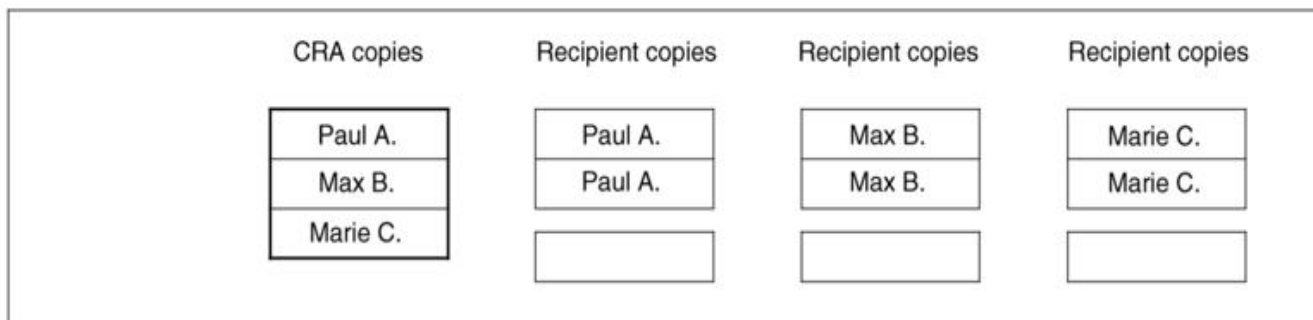 CRA copies Recipient copies Recipient copies Recipient copies
Paul A. Paul A. Max B. Marie C.
Max B. Paul A. Max B. Marie C.
Marie C.